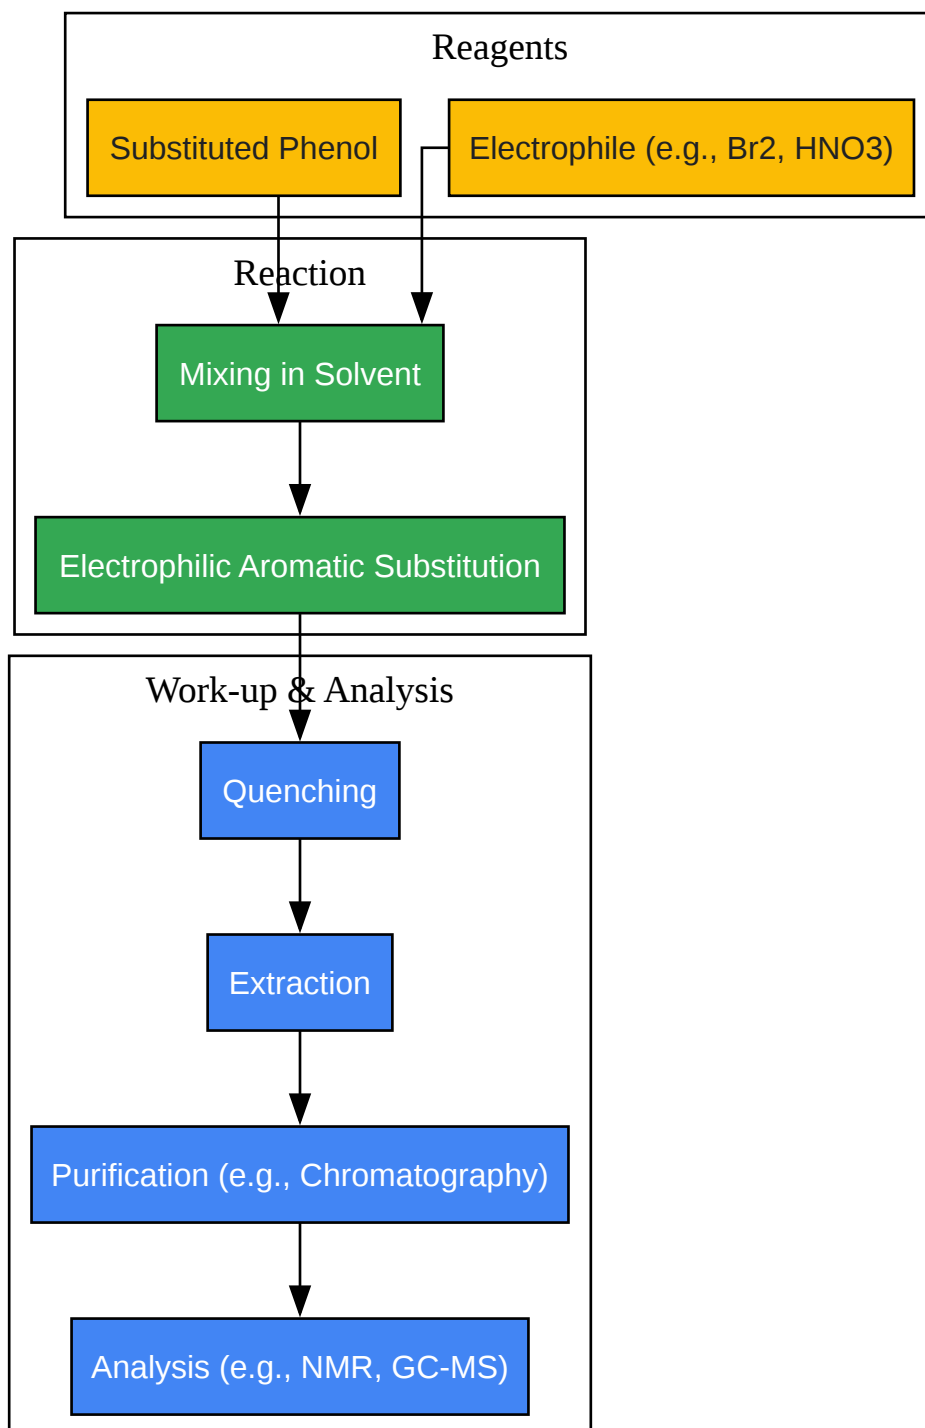 Reagents
Substituted Phenol
Electrophile (e.g., Br2, HNO3)
Reaction
Mixing in Solvent
Electrophilic Aromatic Substitution
Work-up & Analysis
Quenching
Extraction
Purification (e.g., Chromatography)
Analysis (e.g., NMR, GC-MS)